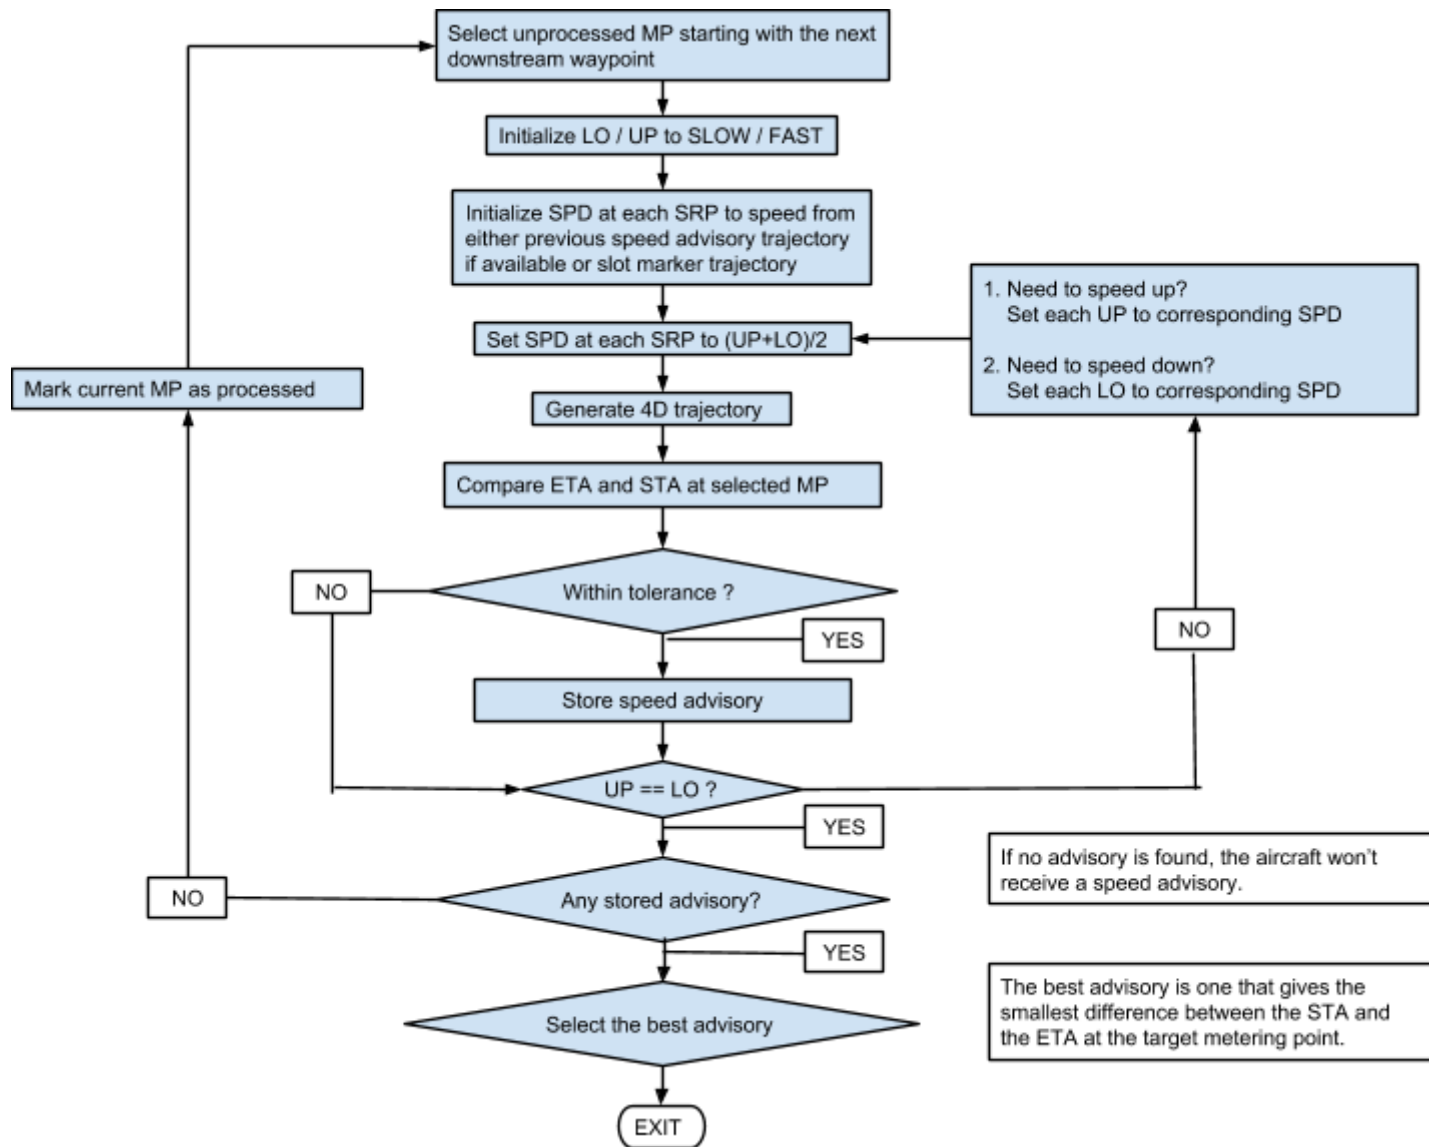 Select unprocessed MP starting with the next
downstream waypoint
Initialize LO / UP to SLOW / FAST
Initialize SPD at each SRP to speed from
either previous speed advisory trajectory
if available or slot marker trajectory
1. Need to speed up?
Set each UP to corresponding SPD
2. Need to speed down?
Set each LO to corresponding SPD
Set SPD at each SRP to (UP+LO)/2
Mark current MP as processed
Generate 4D trajectory
Compare ETA and STA at selected MP
Within tolerance ?
NO
YES
NO
Store speed advisory
UP == LO ?
YES
If no advisory is found, the aircraft won't
receive a speed advisory.
Any stored advisory?
NO
YES
The best advisory is one that gives the
smallest difference between the STA and
the ETA at the target metering point.
Select the best advisory
EXIT